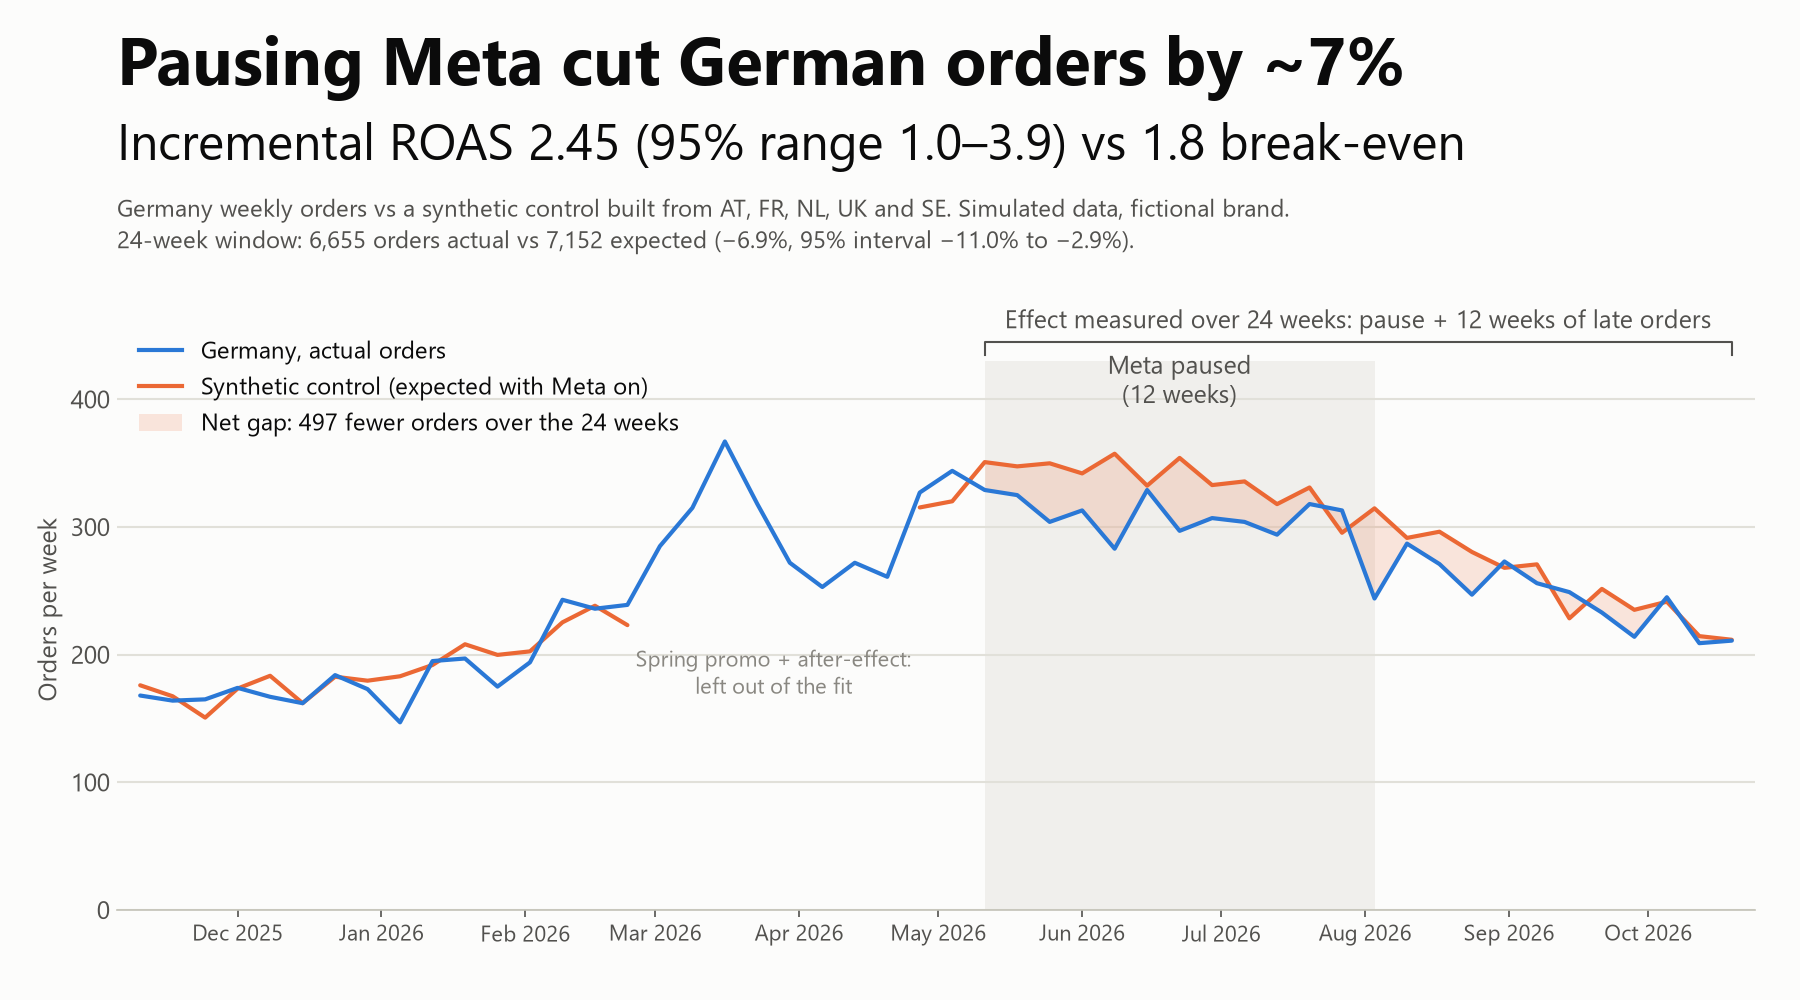 Pausing Meta cut German orders by ~7%
Incremental ROAS 2.45 (95% range 1.0–3.9) vs 1.8 break-even
Germany weekly orders vs a synthetic control built from AT, FR, NL, UK and SE. Simulated data, fictional brand.
24-week window: 6,655 orders actual vs 7,152 expected (−6.9%, 95% interval −11.0% to −2.9%).
Effect measured over 24 weeks: pause + 12 weeks of late orders
Germany, actual orders
Synthetic control (expected with Meta on)
Net gap: 497 fewer orders over the 24 weeks
Meta paused
(12 weeks)
Spring promo + after-effect:
left out of the fit
Orders per week
400
300
200
100
0
Dec 2025
Jan 2026
Feb 2026
Mar 2026
Apr 2026
May 2026
Jun 2026
Jul 2026
Aug 2026
Sep 2026
Oct 2026